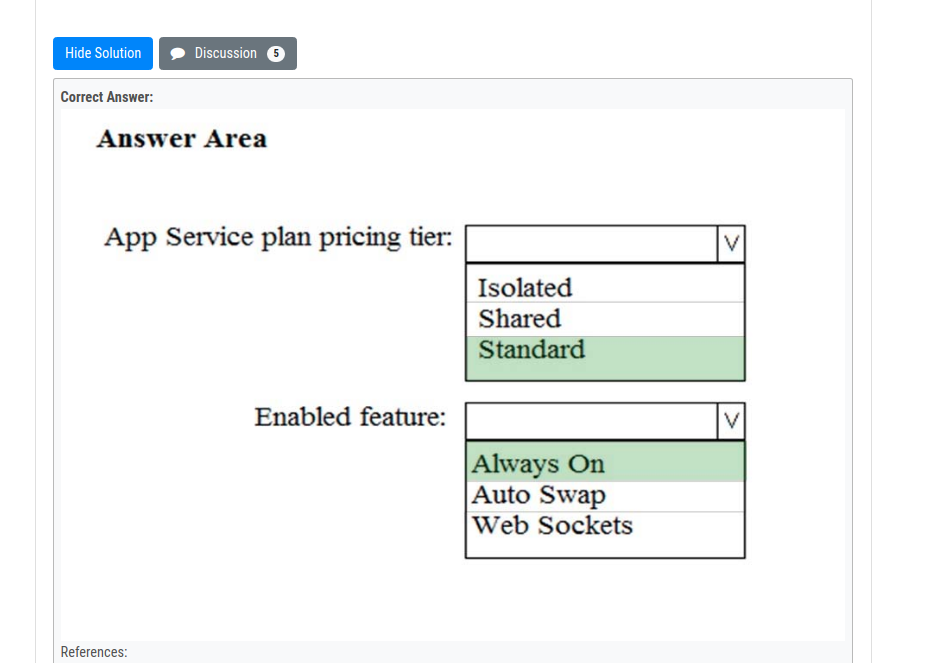 Hide Solution
Discussion 5
Correct Answer:
Answer Area
App Service plan pricing tier:
V
Isolated
Shared
Standard
Enabled feature:
V
Always On
Auto Swap
Web Sockets
References: